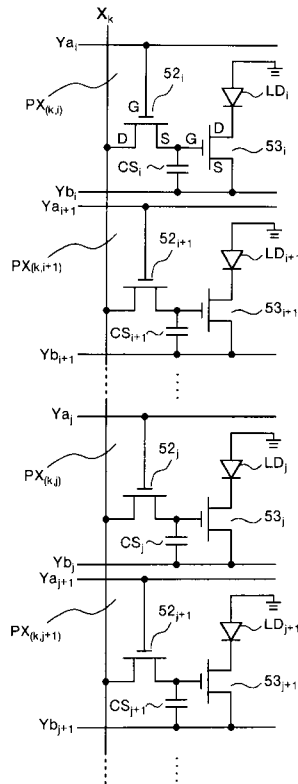 X_k
Ya_i
PX_(k,i)
52_i
LD_i
G
D
D
S
G
CS_i
S
53_i
Yb_i
Ya_i+1
PX_(k,i+1)
52_i+1
LD_i+1
CS_i+1
53_i+1
Yb_i+1
Ya_j
PX_(k,j)
52_j
LD_j
CS_j
53_j
Yb_j
Ya_j+1
PX_(k,j+1)
52_j+1
LD_j+1
CS_j+1
53_j+1
Yb_j+1